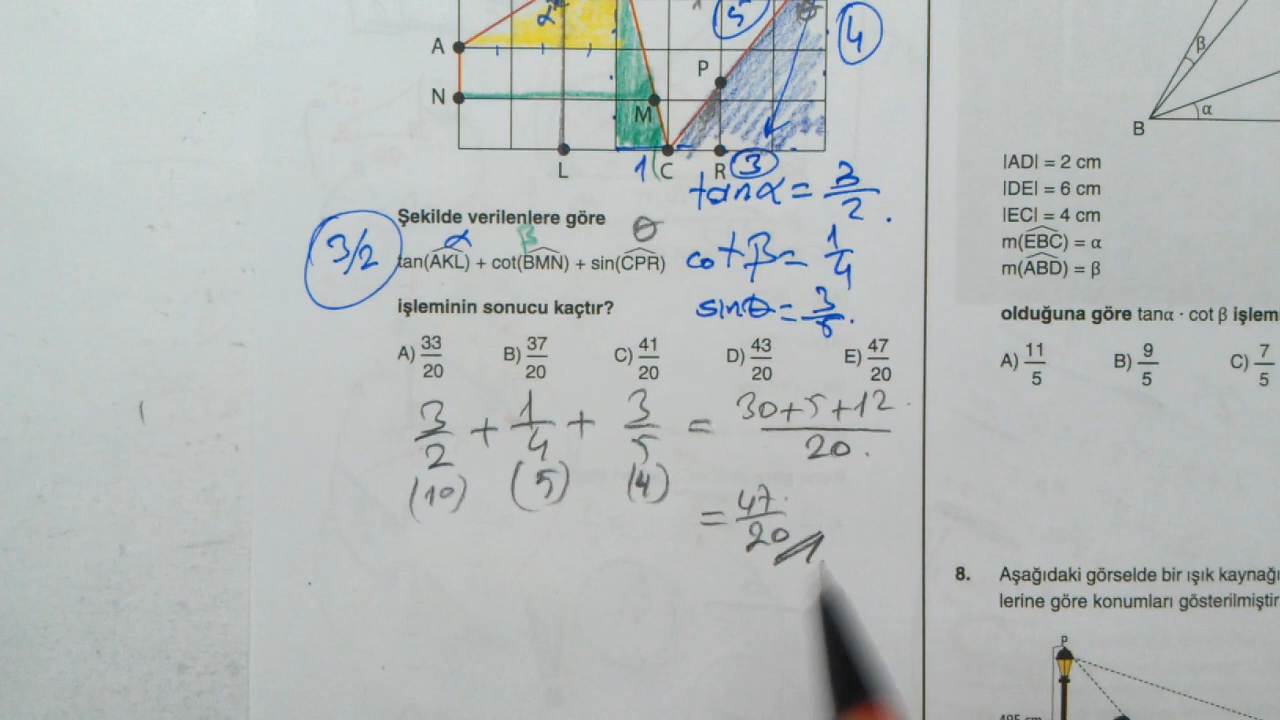 α
5
4
A
P
N
M
L
1
C
R
3
tanα = 3/2.
Şekilde verilenlere göre
α β θ
3/2
tan(AKL) + cot(BMN) + sin(CPR)
cotβ = 1/4
işleminin sonucu kaçtır?
sinθ = 3/5.
A) 33/20 B) 37/20 C) 41/20 D) 43/20 E) 47/20
3/2 + 1/4 + 3/5 = 30+5+12/20.
(10) (5) (4)
= 47/20
β
α
B
|AD| = 2 cm
|DE| = 6 cm
|EC| = 4 cm
m(EBC) = α
m(ABD) = β
olduğuna göre tanα · cot β işlem
A) 11/5 B) 9/5 C) 7/5
8. Aşağıdaki görselde bir ışık kaynağı
lerine göre konumları gösterilmiştir
P